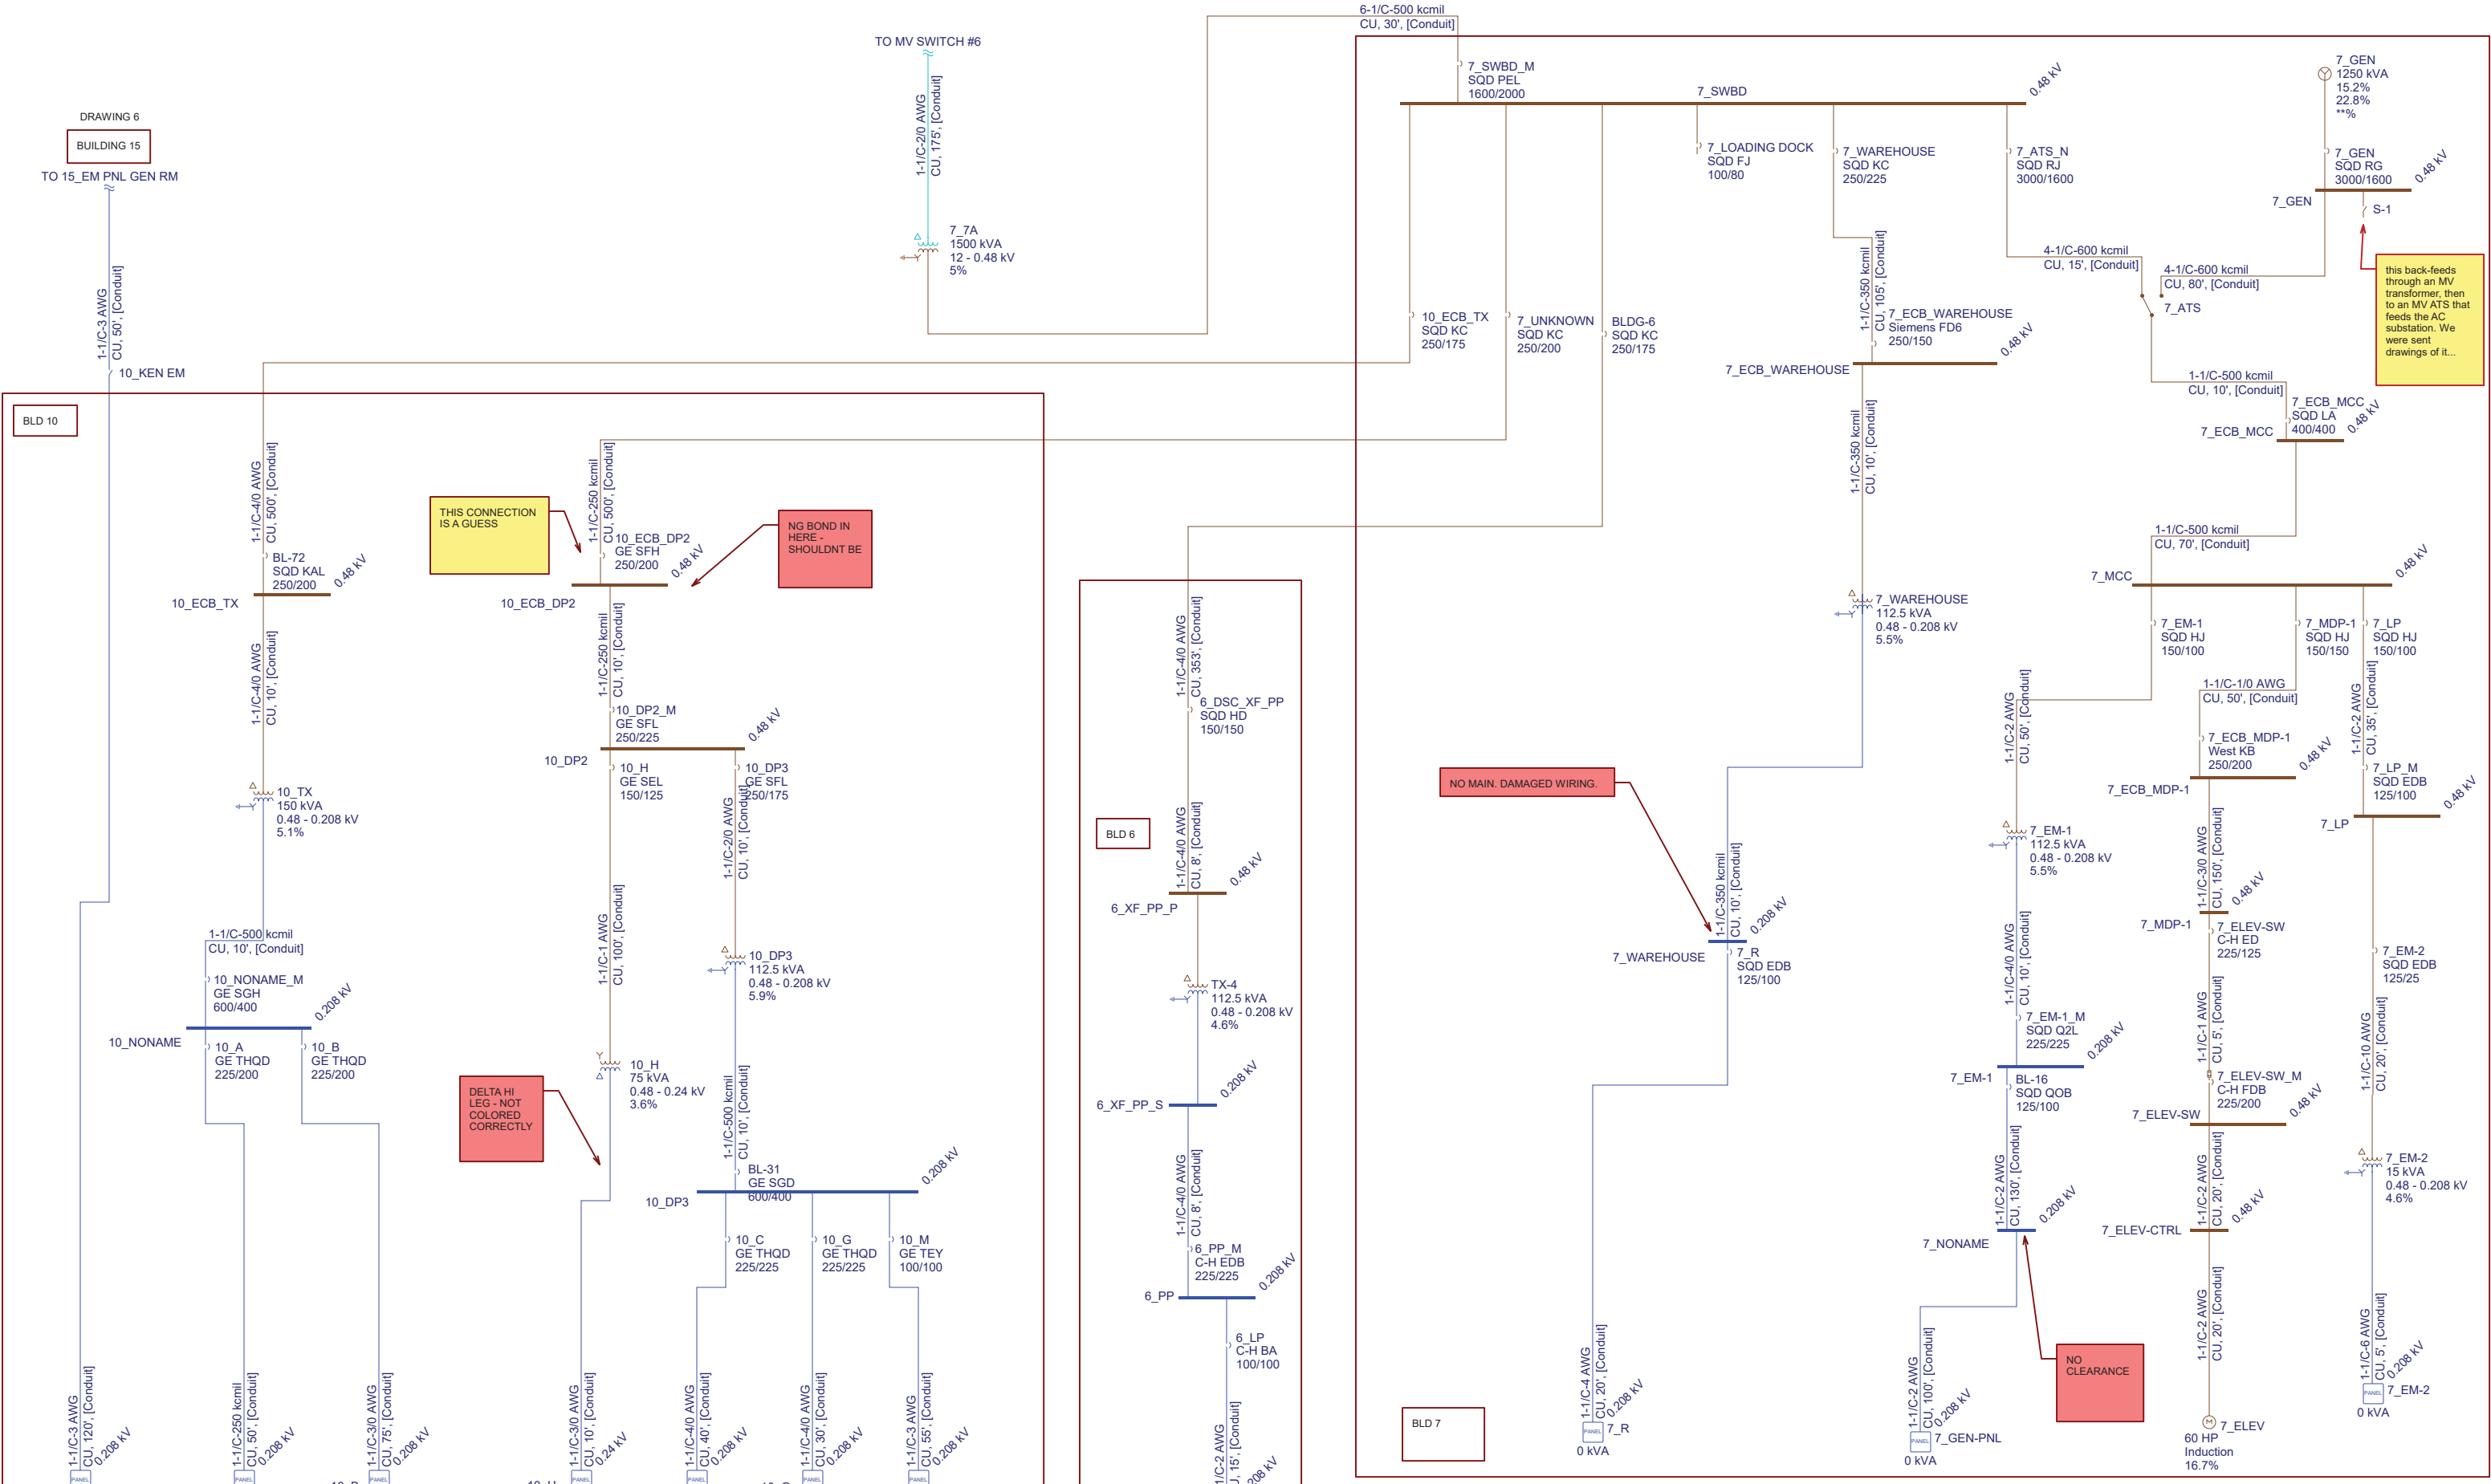 6-1/C-500 kcmil
CU, 30', [Conduit]
TO MV SWITCH #6
1-1/C-2/0 AWG
CU, 175', [Conduit]
7_7A
1500 kVA
12 - 0.48 kV
5%
DRAWING 6
BUILDING 15
TO 15_EM PNL GEN RM
1-1/C-3 AWG
CU, 50', [Conduit]
10_KEN EM
7_SWBD_M
SQD PEL
1600/2000
7_SWBD
0.48 kV
7_LOADING DOCK
SQD FJ
100/80
7_WAREHOUSE
SQD KC
250/225
7_ATS_N
SQD RJ
3000/1600
7_GEN
1250 kVA
15.2%
22.8%
**%
7_GEN
SQD RG
3000/1600
0.48 kV
7_GEN
S-1
this back-feeds
through an MV
transformer, then
to an MV ATS that
feeds the AC
substation. We
were sent
drawings of it...
4-1/C-600 kcmil
CU, 15', [Conduit]
4-1/C-600 kcmil
CU, 80', [Conduit]
7_ATS
1-1/C-500 kcmil
CU, 10', [Conduit]
7_ECB_MCC
SQD LA
400/400
0.48 kV
7_ECB_MCC
10_ECB_TX
SQD KC
250/175
7_UNKNOWN
SQD KC
250/200
BLDG-6
SQD KC
250/175
1-1/C-350 kcmil
CU, 105', [Conduit]
7_ECB_WAREHOUSE
Siemens FD6
250/150
0.48 kV
7_ECB_WAREHOUSE
1-1/C-350 kcmil
CU, 10', [Conduit]
BLD 10
1-1/C-4/0 AWG
CU, 500', [Conduit]
BL-72
SQD KAL
250/200
0.48 kV
10_ECB_TX
1-1/C-4/0 AWG
CU, 10', [Conduit]
10_TX
150 kVA
0.48 - 0.208 kV
5.1%
1-1/C-500 kcmil
CU, 10', [Conduit]
10_NONAME_M
GE SGH
600/400
0.208 kV
10_NONAME
10_A
GE THQD
225/200
10_B
GE THQD
225/200
THIS CONNECTION
IS A GUESS
1-1/C-250 kcmil
CU, 500', [Conduit]
10_ECB_DP2
GE SFH
250/200
0.48 kV
10_ECB_DP2
NG BOND IN
HERE -
SHOULDNT BE
1-1/C-250 kcmil
CU, 10', [Conduit]
10_DP2_M
GE SFL
250/225
0.48 kV
10_DP2
10_H
GE SEL
150/125
10_DP3
GE SFL
250/175
1-1/C-2/0 AWG
CU, 10', [Conduit]
1-1/C-1 AWG
CU, 100', [Conduit]
10_DP3
112.5 kVA
0.48 - 0.208 kV
5.9%
10_H
75 kVA
0.48 - 0.24 kV
3.6%
DELTA HI
LEG - NOT
COLORED
CORRECTLY
1-1/C-500 kcmil
CU, 10', [Conduit]
BL-31
GE SGD
600/400
0.208 kV
10_DP3
10_C
GE THQD
225/225
10_G
GE THQD
225/225
10_M
GE TEY
100/100
1-1/C-3 AWG
CU, 120', [Conduit]
0.208 kV
PANEL
1-1/C-250 kcmil
CU, 50', [Conduit]
0.208 kV
PANEL
1-1/C-3/0 AWG
CU, 75', [Conduit]
0.208 kV
PANEL
1-1/C-3/0 AWG
CU, 10', [Conduit]
0.24 kV
PANEL
1-1/C-4/0 AWG
CU, 40', [Conduit]
0.208 kV
PANEL
1-1/C-4/0 AWG
CU, 30', [Conduit]
0.208 kV
PANEL
1-1/C-3 AWG
CU, 55', [Conduit]
0.208 kV
PANEL
BLD 6
1-1/C-4/0 AWG
CU, 353', [Conduit]
6_DSC_XF_PP
SQD HD
150/150
1-1/C-4/0 AWG
CU, 8', [Conduit]
0.48 kV
6_XF_PP_P
TX-4
112.5 kVA
0.48 - 0.208 kV
4.6%
0.208 kV
6_XF_PP_S
1-1/C-4/0 AWG
CU, 8', [Conduit]
6_PP_M
C-H EDB
225/225
0.208 kV
6_PP
6_LP
C-H BA
100/100
7_WAREHOUSE
112.5 kVA
0.48 - 0.208 kV
5.5%
NO MAIN. DAMAGED WIRING.
1-1/C-350 kcmil
CU, 10', [Conduit]
0.208 kV
7_WAREHOUSE
7_R
SQD EDB
125/100
1-1/C-4 AWG
CU, 20', [Conduit]
0.208 kV
PANEL
7_R
0 kVA
BLD 7
1-1/C-500 kcmil
CU, 70', [Conduit]
7_MCC
0.48 kV
7_EM-1
SQD HJ
150/100
7_MDP-1
SQD HJ
150/150
7_LP
SQD HJ
150/100
1-1/C-2 AWG
CU, 50', [Conduit]
1-1/C-1/0 AWG
CU, 50', [Conduit]
1-1/C-2 AWG
CU, 35', [Conduit]
7_ECB_MDP-1
West KB
250/200
0.48 kV
7_ECB_MDP-1
7_LP_M
SQD EDB
125/100
0.48 kV
7_LP
7_EM-1
112.5 kVA
0.48 - 0.208 kV
5.5%
1-1/C-3/0 AWG
CU, 150', [Conduit]
0.48 kV
7_MDP-1
7_ELEV-SW
C-H ED
225/125
7_EM-2
SQD EDB
125/25
1-1/C-4/0 AWG
CU, 10', [Conduit]
7_EM-1_M
SQD Q2L
225/225
0.208 kV
7_EM-1
BL-16
SQD QOB
125/100
1-1/C-1 AWG
CU, 5', [Conduit]
7_ELEV-SW_M
C-H FDB
225/200
0.48 kV
7_ELEV-SW
1-1/C-10 AWG
CU, 20', [Conduit]
7_EM-2
15 kVA
0.48 - 0.208 kV
4.6%
1-1/C-2 AWG
CU, 130', [Conduit]
0.208 kV
7_NONAME
1-1/C-2 AWG
CU, 20', [Conduit]
0.48 kV
7_ELEV-CTRL
NO
CLEARANCE
1-1/C-2 AWG
CU, 100', [Conduit]
0.208 kV
PANEL
7_GEN-PNL
0 kVA
1-1/C-2 AWG
CU, 20', [Conduit]
M
7_ELEV
60 HP
Induction
16.7%
1-1/C-6 AWG
CU, 5', [Conduit]
0.208 kV
PANEL
7_EM-2
0 kVA